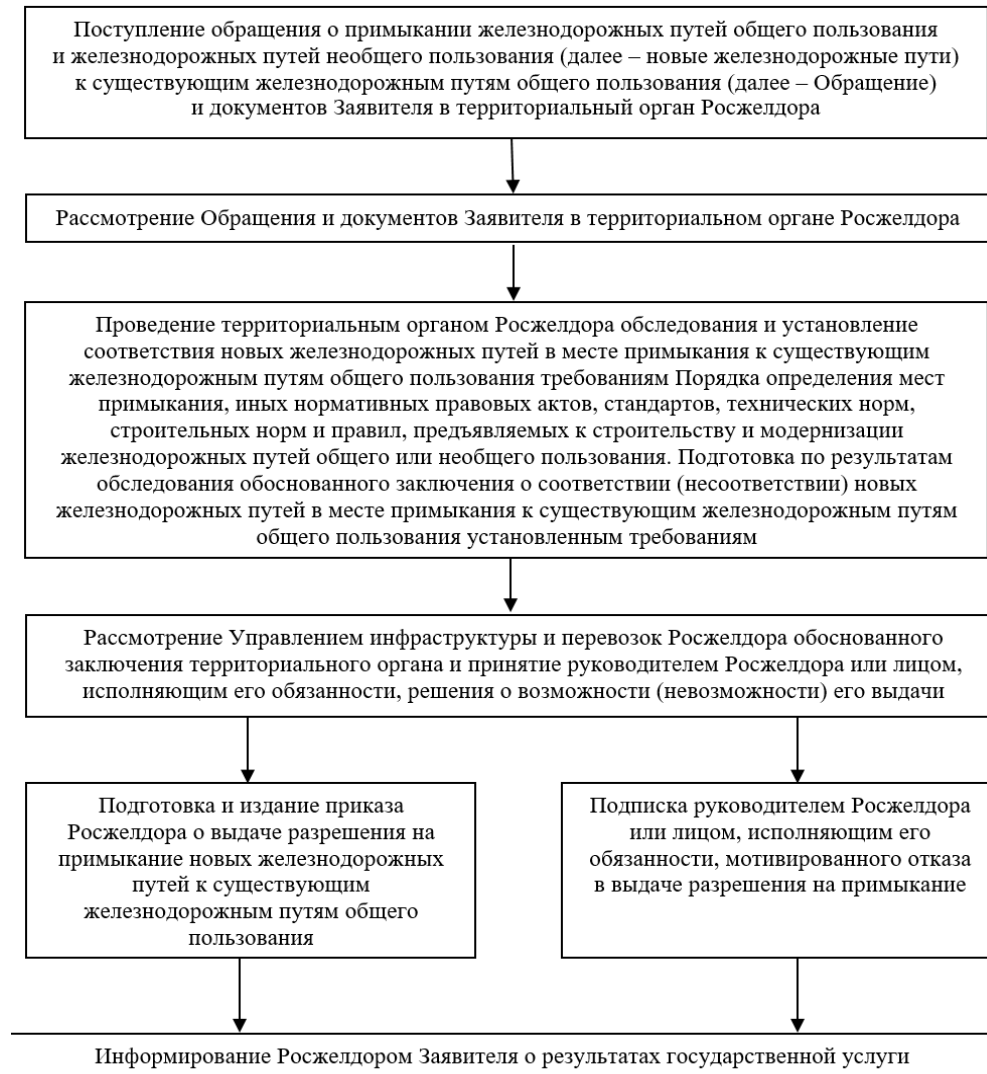 Поступление обращения о примыкании железнодорожных путей общего пользования
и железнодорожных путей необщего пользования (далее – новые железнодорожные пути)
к существующим железнодорожным путям общего пользования (далее – Обращение)
и документов Заявителя в территориальный орган Росжелдора
Рассмотрение Обращения и документов Заявителя в территориальном органе Росжелдора
Проведение территориальным органом Росжелдора обследования и установление
соответствия новых железнодорожных путей в месте примыкания к существующим
железнодорожным путям общего пользования требованиям Порядка определения мест
примыкания, иных нормативных правовых актов, стандартов, технических норм,
строительных норм и правил, предъявляемых к строительству и модернизации
железнодорожных путей общего или необщего пользования. Подготовка по результатам
обследования обоснованного заключения о соответствии (несоответствии) новых
железнодорожных путей в месте примыкания к существующим железнодорожным путям
общего пользования установленным требованиям
Рассмотрение Управлением инфраструктуры и перевозок Росжелдора обоснованного
заключения территориального органа и принятие руководителем Росжелдора или лицом,
исполняющим его обязанности, решения о возможности (невозможности) его выдачи
Подготовка и издание приказа
Росжелдора о выдаче разрешения на
примыкание новых железнодорожных
путей к существующим
железнодорожным путям общего
пользования
Подписка руководителем Росжелдора
или лицом, исполняющим его
обязанности, мотивированного отказа
в выдаче разрешения на примыкание
Информирование Росжелдором Заявителя о результатах государственной услуги